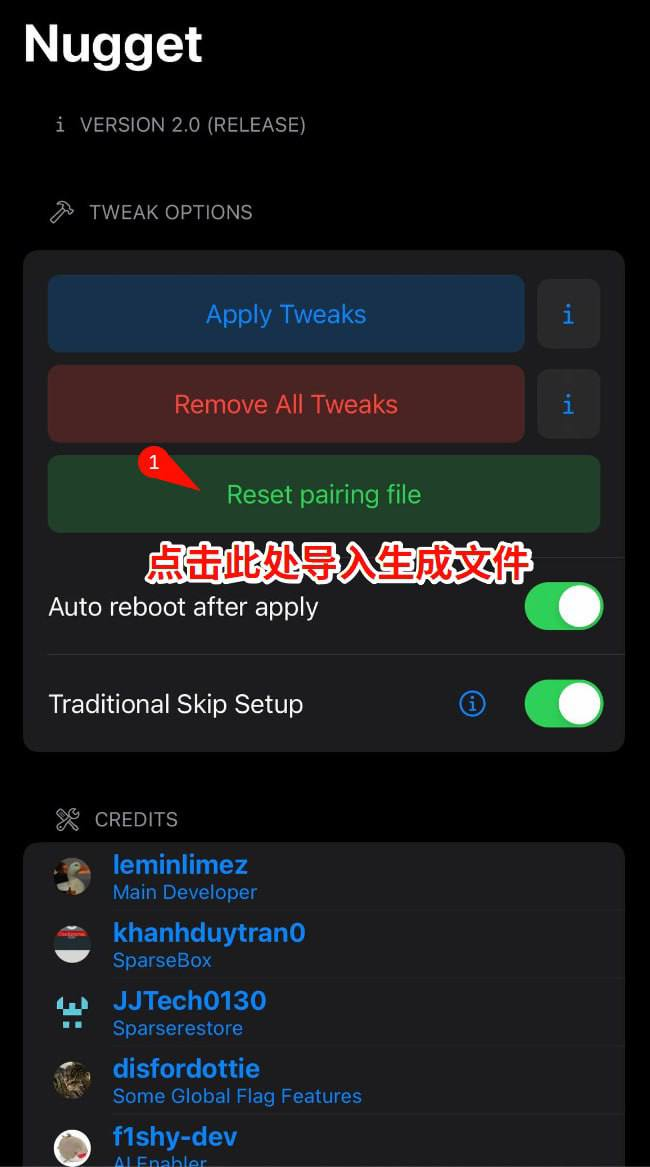 Nugget
i VERSION 2.0 (RELEASE)
TWEAK OPTIONS
Apply Tweaks i
Remove All Tweaks i
1
Reset pairing file
点击此处导入生成文件
Auto reboot after apply
Traditional Skip Setup i
CREDITS
leminlimez
Main Developer
khanhduytran0
SparseBox
JJTech0130
Sparserestore
disfordottie
Some Global Flag Features
f1shy-dev
AI Enabler